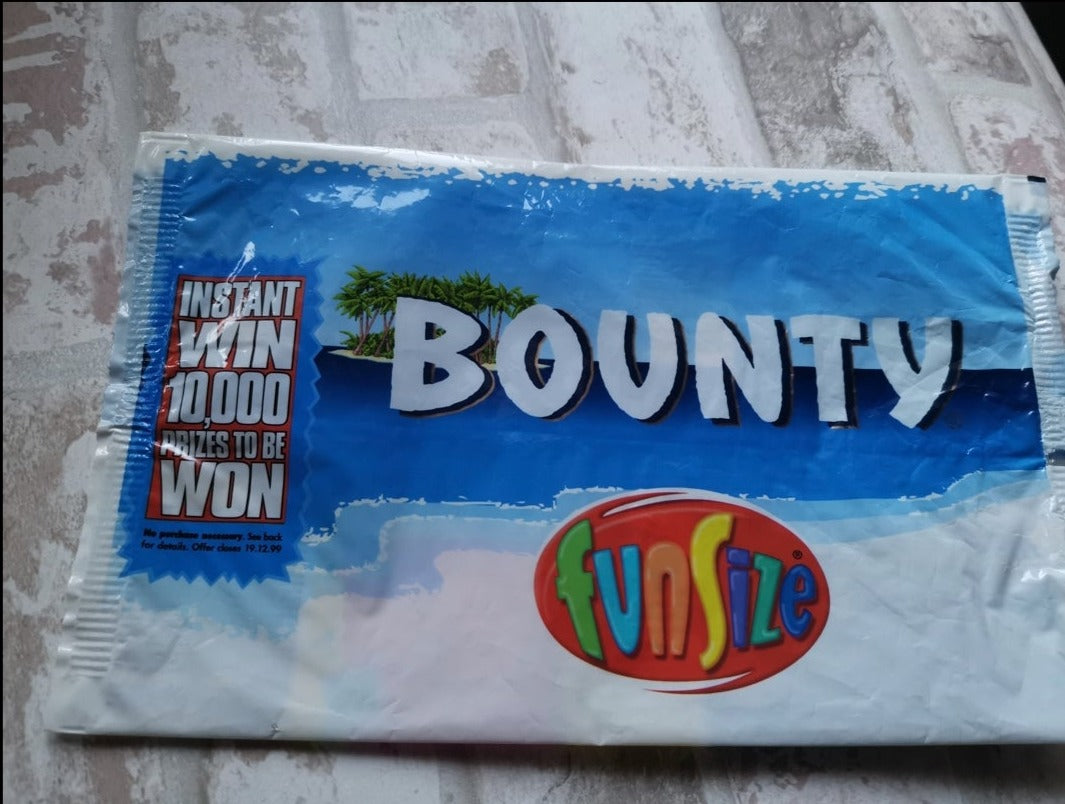 INSTANT
WIN
10,000
PRIZES TO BE
WON
No purchase necessary. See back
for details. Offer closes 19.12.99
BOUNTY
funSize®